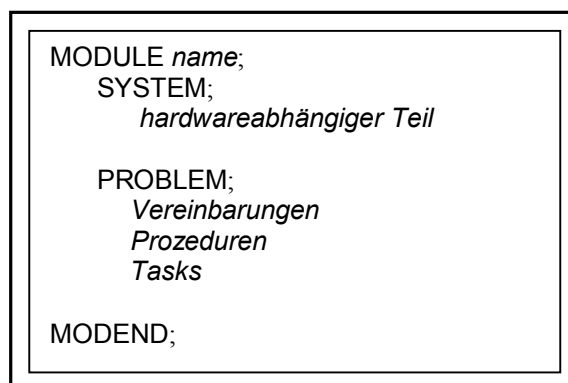 MODULE name;
SYSTEM;
hardwareabhängiger Teil
PROBLEM;
Vereinbarungen
Prozeduren
Tasks
MODEND;